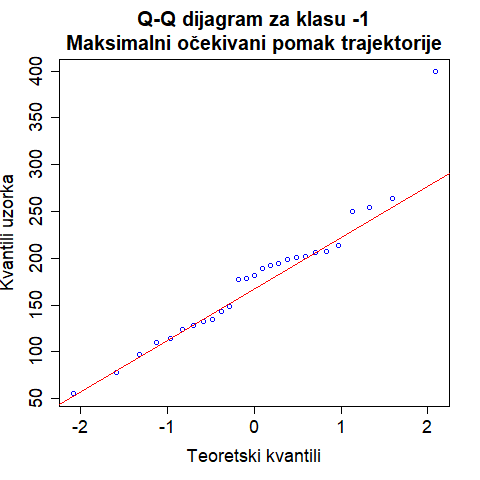 Q-Q dijagram za klasu -1
Maksimalni očekivani pomak trajektorije
Kvantili uzorka
400
350
300
250
200
150
100
50
-2 -1 0 1 2
Teoretski kvantili